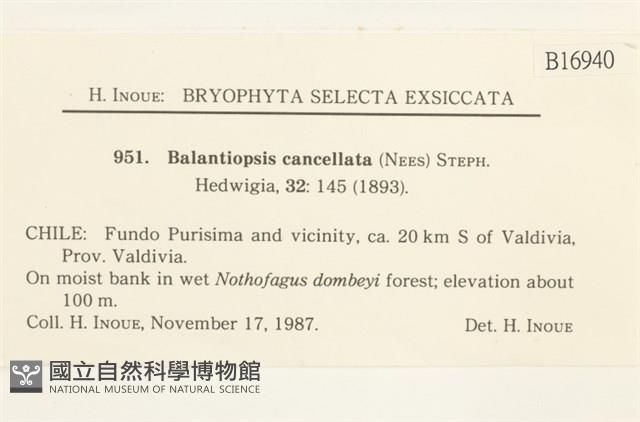 B16940
H. INOUE: BRYOPHYTA SELECTA EXSICCATA
951. Balantiopsis cancellata (NEES) STEPH.
Hedwigia, 32: 145 (1893).
CHILE: Fundo Purisima and vicinity, ca. 20 km S of Valdivia,
Prov. Valdivia.
On moist bank in wet Nothofagus dombeyi forest; elevation about
100 m.
Coll. H. INOUE, November 17, 1987. Det. H. INOUE
國立自然科學博物館
NATIONAL MUSEUM OF NATURAL SCIENCE